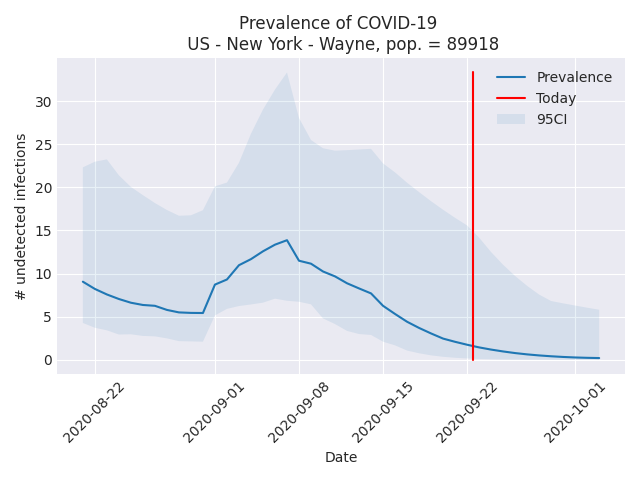 Prevalence of COVID-19
US - New York - Wayne, pop. = 89918
Prevalence
Today
95CI
# undetected infections
30
25
20
15
10
5
0
2020-08-22
2020-09-01
2020-09-08
2020-09-15
2020-09-22
2020-10-01
Date